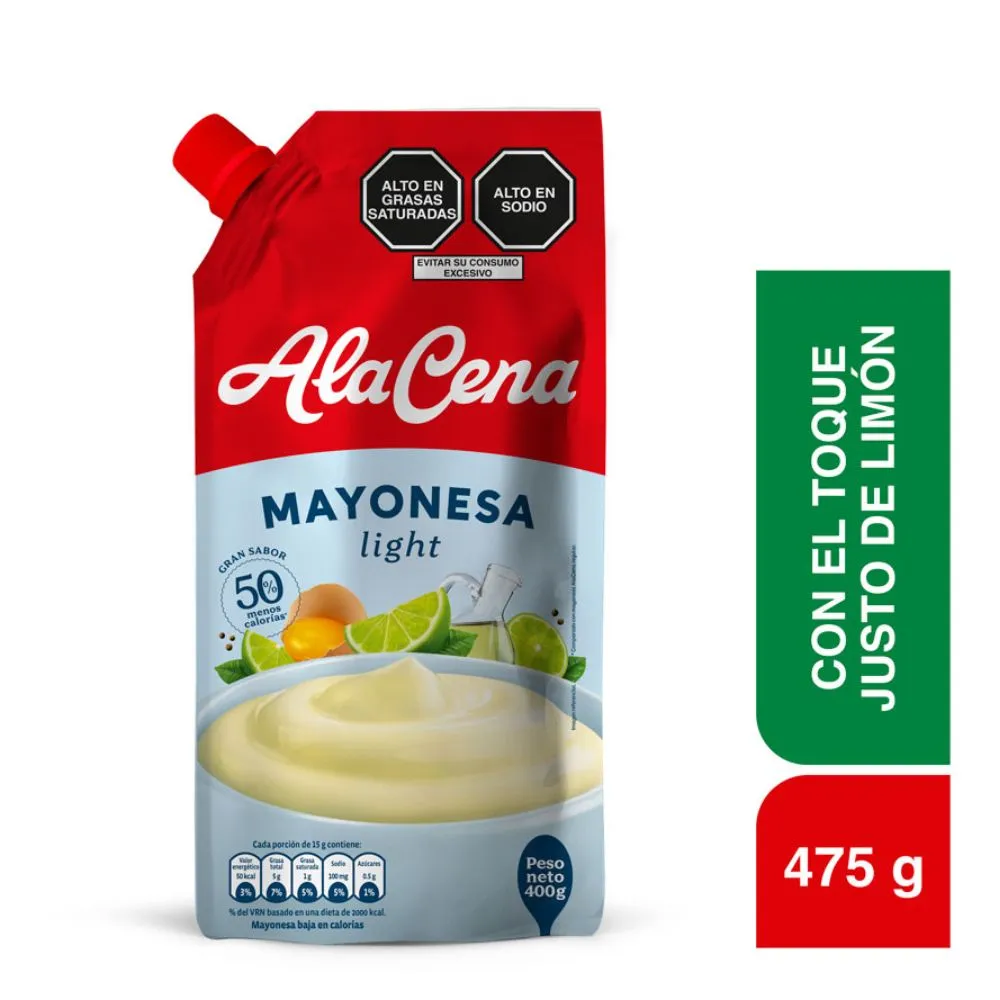 ALTO EN
GRASAS
SATURADAS
ALTO EN
SODIO
EVITAR SU CONSUMO
EXCESIVO
AlaCena
MAYONESA
light
GRAN SABOR
50%
menos
calorías*
Cada porción de 15 g contiene:
Valor
energético
50 kcal
3%
Grasa
total
5 g
7%
Grasa
saturada
1 g
5%
Sodio
100 mg
5%
Azúcares
0.5 g
1%
% del VRN basado en una dieta de 2000 kcal.
Mayonesa baja en calorías
Peso
neto
400g
CON EL TOQUE
JUSTO DE LIMÓN
475 g